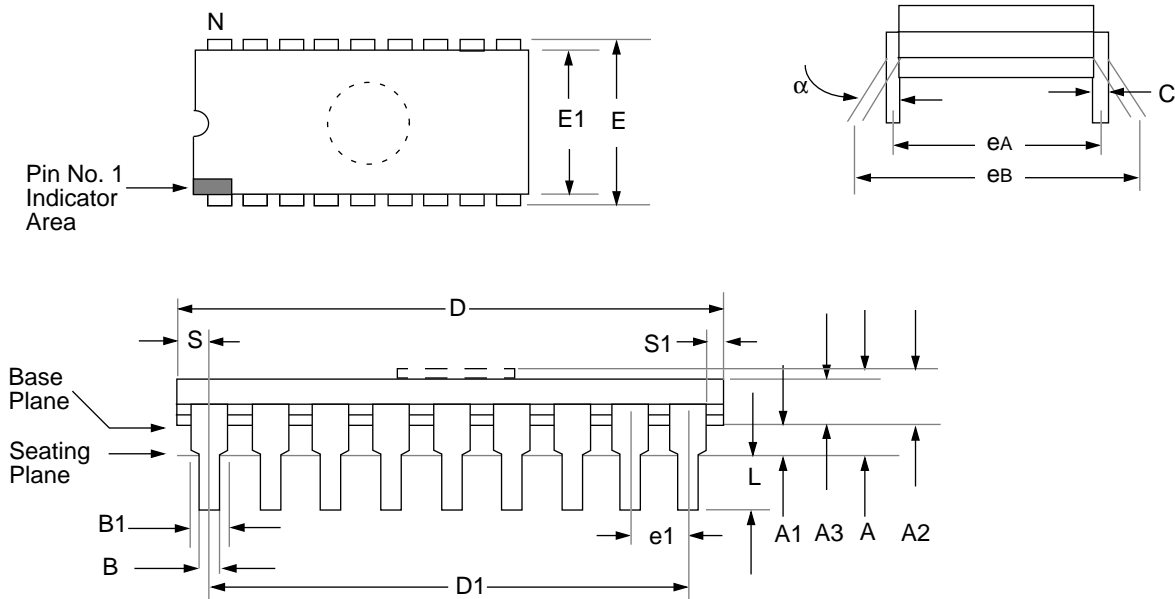 N
E1
E
Pin No. 1
Indicator
Area
α
C
eA
eB
D
S
S1
Base
Plane
Seating
Plane
L
B1
e1
A1
A3
A
A2
B
D1